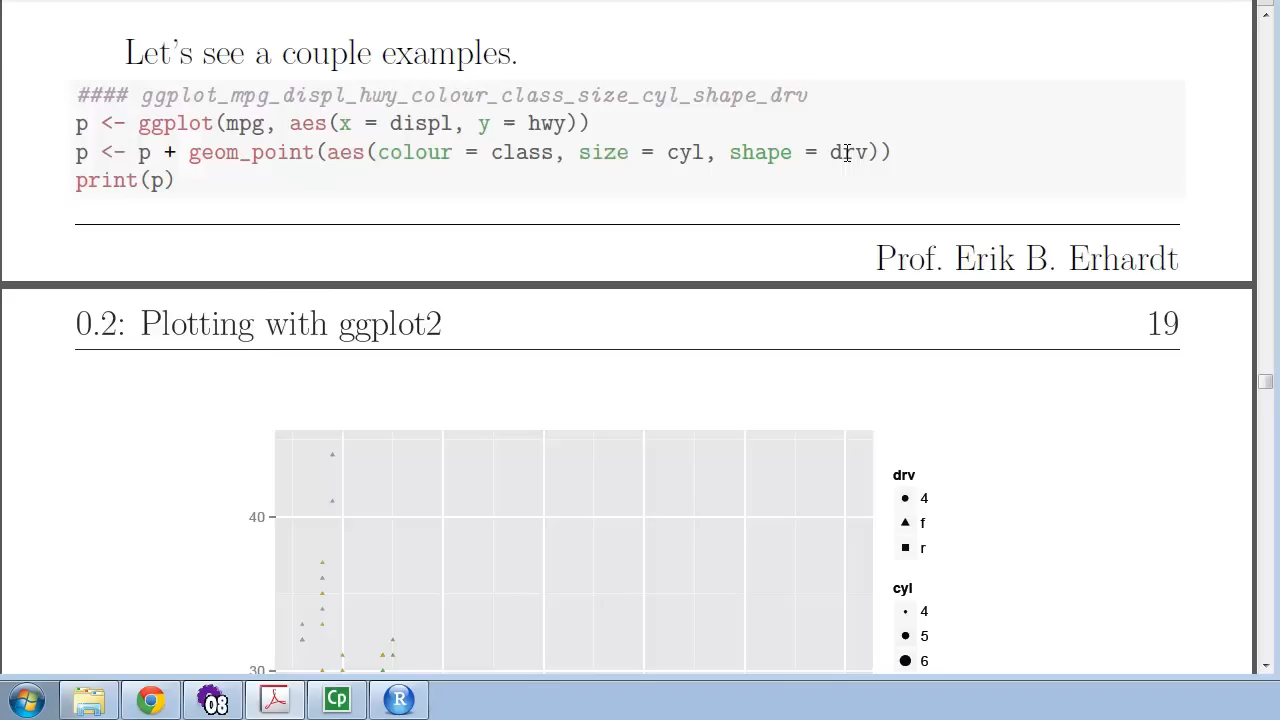 Let's see a couple examples.
#### ggplot_mpg_displ_hwy_colour_class_size_cyl_shape_drv
p <- ggplot(mpg, aes(x = displ, y = hwy))
p <- p + geom_point(aes(colour = class, size = cyl, shape = drv))
print(p)
Prof. Erik B. Erhardt
0.2: Plotting with ggplot2 19
drv
4
f
r
cyl
4
5
6
40
30
08
Cp
R